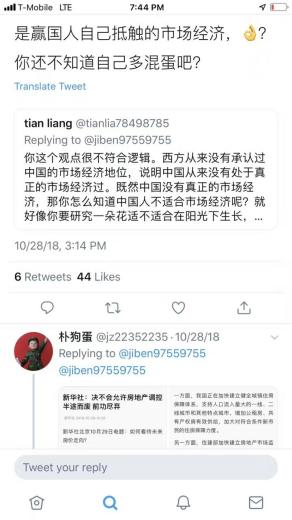 T-Mobile LTE
7:44 PM
是赢国人自己抵触的市场经济，👌?
你还不知道自己多混蛋吧?
Translate Tweet
tian liang @tianlia78498785
Replying to @jiben97559755
你这个观点很不符合逻辑。西方从来没有承认过
中国的市场经济地位，说明中国从来没有处于真
正的市场经济过。既然中国没有真正的市场经
济，那你怎么知道中国人不适合市场经济呢？就
好像你要研究一朵花适不适合在阳光下生长，...
10/28/18, 3:14 PM
6 Retweets 44 Likes
朴狗蛋 @jz22352235 · 10/28/18
Replying to @jiben97559755
@jiben97559755
新华社：决不会允许房地产调控
半途而废 前功尽弃
新华社北京10月29日电题：如何看待未来
房价走向?
一方面，我国正在加快建立健全城镇住房
保障体系，支持人口流入量大的一线、二
线城市和其他热点城市，增加公租房、共
有产权房有效供给，加大对符合条件新市
民的住房保障力度。
另一方面，住建部加快建立房地产市场监
Tweet your reply